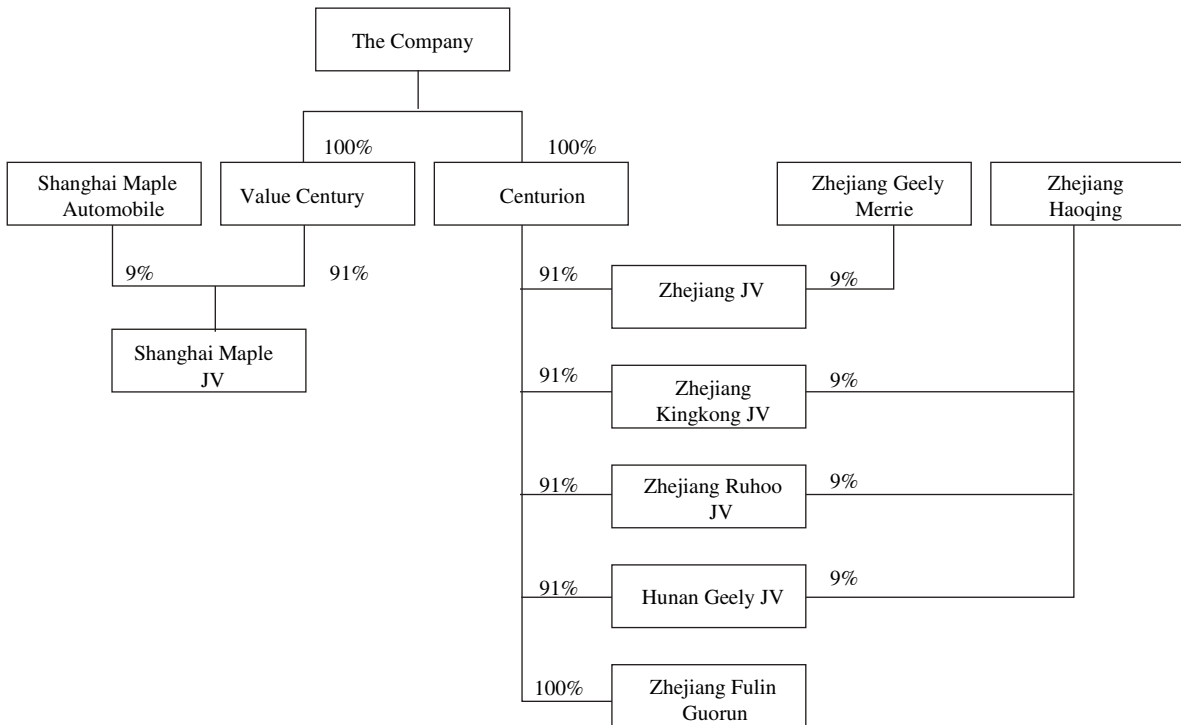 The Company
100%
100%
Shanghai Maple
Automobile
Value Century
Centurion
Zhejiang Geely
Merrie
Zhejiang
Haoqing
9%
91%
91%
Zhejiang JV
9%
Shanghai Maple
JV
91%
Zhejiang
Kingkong JV
9%
91%
Zhejiang Ruhoo
JV
9%
91%
Hunan Geely JV
9%
100%
Zhejiang Fulin
Guorun